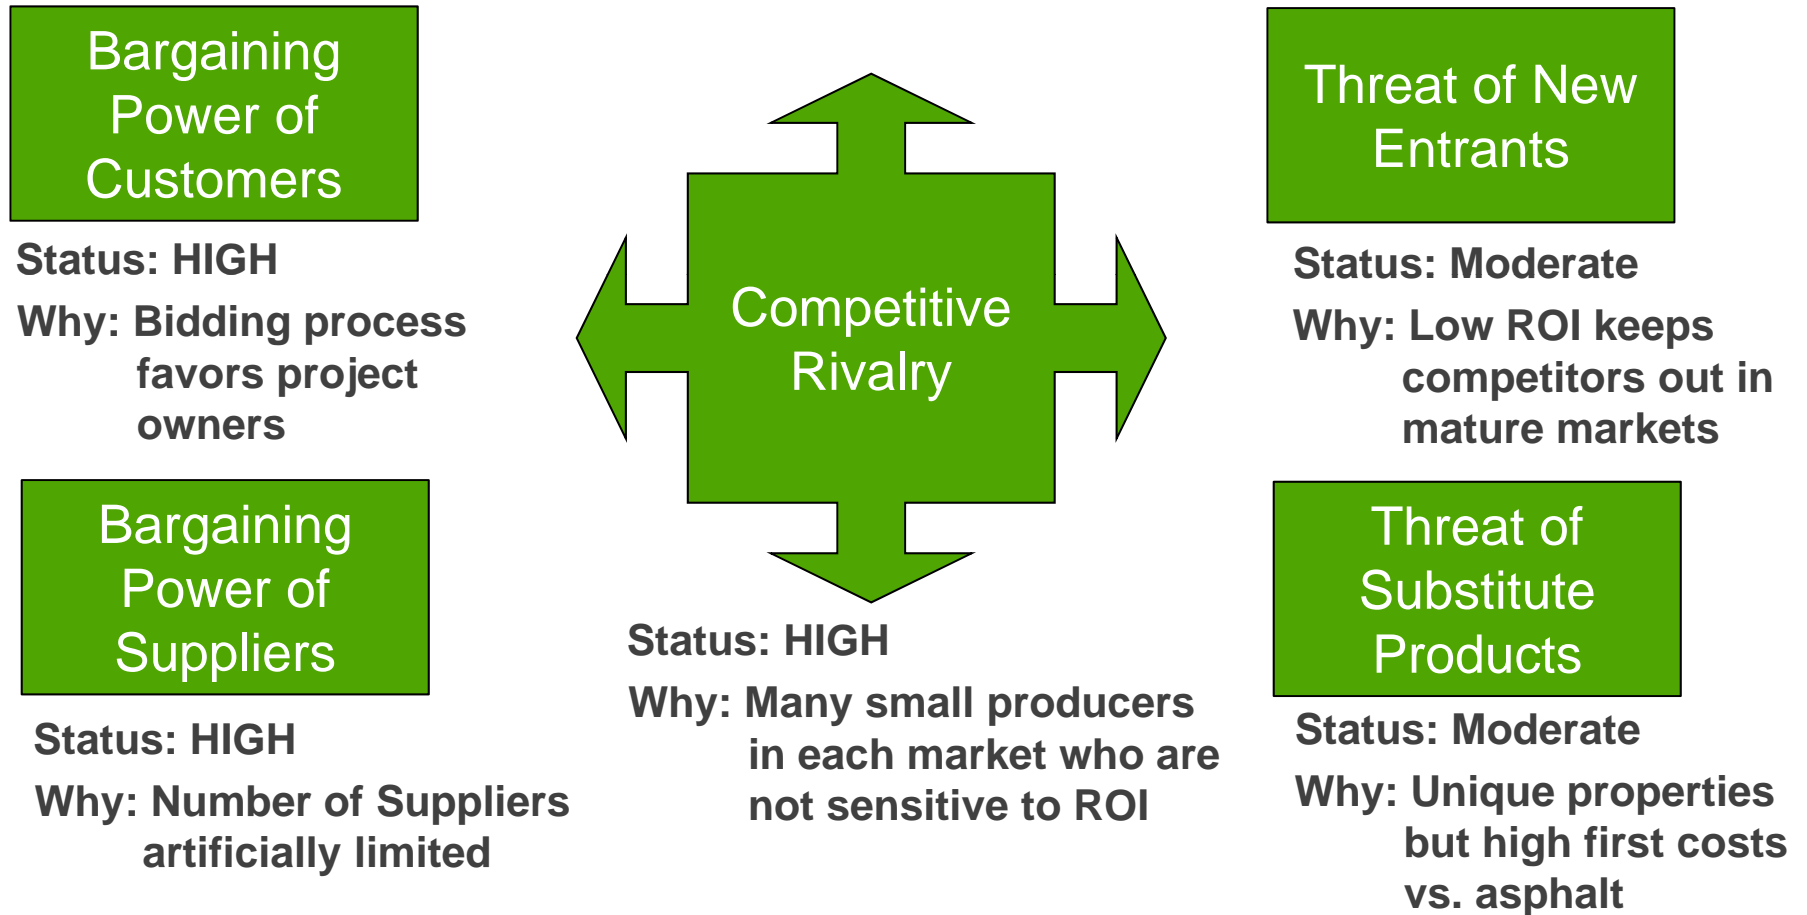 Bargaining
Power of
Customers
Status: HIGH
Why: Bidding process
favors project
owners
Bargaining
Power of
Suppliers
Status: HIGH
Why: Number of Suppliers
artificially limited
Competitive
Rivalry
Status: HIGH
Why: Many small producers
in each market who are
not sensitive to ROI
Threat of New
Entrants
Status: Moderate
Why: Low ROI keeps
competitors out in
mature markets
Threat of
Substitute
Products
Status: Moderate
Why: Unique properties
but high first costs
vs. asphalt